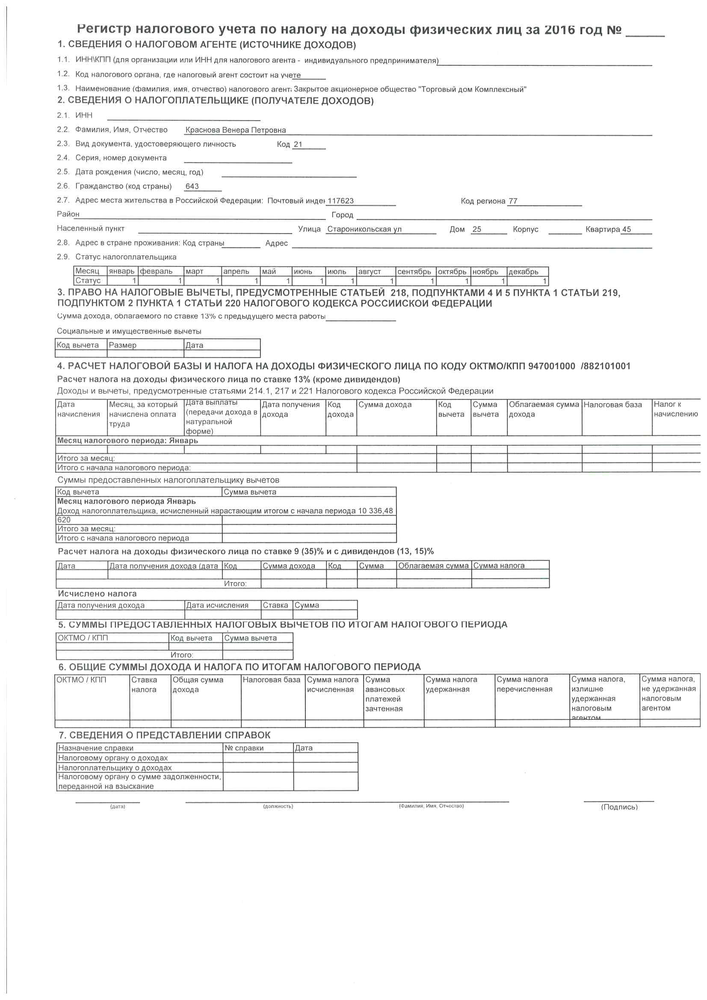 Регистр налогового учета по налогу на доходы физических лиц за 2016 год № ______
1. СВЕДЕНИЯ О НАЛОГОВОМ АГЕНТЕ (ИСТОЧНИКЕ ДОХОДОВ)
1.1. ИНН\КПП (для организации или ИНН для налогового агента - индивидуального предпринимателя)
1.2. Код налогового органа, где налоговый агент состоит на учете
1.3. Наименование (фамилия, имя, отчество) налогового агент: Закрытое акционерное общество "Торговый дом Комплексный"
2. СВЕДЕНИЯ О НАЛОГОПЛАТЕЛЬЩИКЕ (ПОЛУЧАТЕЛЕ ДОХОДОВ)
2.1. ИНН
2.2. Фамилия, Имя, Отчество Краснова Венера Петровна
2.3. Вид документа, удостоверяющего личность Код 21
2.4. Серия, номер документа
2.5. Дата рождения (число, месяц, год)
2.6. Гражданство (код страны) 643
2.7. Адрес места жительства в Российской Федерации: Почтовый индек 117623 Код региона 77
Район Город
Населенный пункт Улица Староникольская ул Дом 25 Корпус Квартира 45
2.8. Адрес в стране проживания: Код страны Адрес
2.9. Статус налогоплательщика
Месяц январь февраль март апрель май июнь июль август сентябрь октябрь ноябрь декабрь
Статус 1 1 1 1 1 1 1 1 1 1 1 1
3. ПРАВО НА НАЛОГОВЫЕ ВЫЧЕТЫ, ПРЕДУСМОТРЕННЫЕ СТАТЬЕЙ 218, ПОДПУНКТАМИ 4 И 5 ПУНКТА 1 СТАТЬИ 219,
ПОДПУНКТОМ 2 ПУНКТА 1 СТАТЬИ 220 НАЛОГОВОГО КОДЕКСА РОССИЙСКОЙ ФЕДЕРАЦИИ
Сумма дохода, облагаемого по ставке 13% с предыдущего места работы
Социальные и имущественные вычеты
Код вычета Размер Дата
4. РАСЧЕТ НАЛОГОВОЙ БАЗЫ И НАЛОГА НА ДОХОДЫ ФИЗИЧЕСКОГО ЛИЦА ПО КОДУ ОКТМО/КПП 947001000 /882101001
Расчет налога на доходы физического лица по ставке 13% (кроме дивидендов)
Доходы и вычеты, предусмотренные статьями 214.1, 217 и 221 Налогового кодекса Российской Федерации
Дата начисления Месяц, за который начислена оплата труда Дата выплаты (передачи дохода в натуральной форме) Дата получения дохода Код дохода Сумма дохода Код вычета Сумма вычета Облагаемая сумма дохода Налоговая база Налог к начислению
Месяц налогового периода: Январь
Итого за месяц:
Итого с начала налогового периода:
Суммы предоставленных налогоплательщику вычетов
Код вычета Сумма вычета
Месяц налогового периода Январь
Доход налогоплательщика, исчисленный нарастающим итогом с начала периода 10 336,48
620
Итого за месяц:
Итого с начала налогового периода
Расчет налога на доходы физического лица по ставке 9 (35)% и с дивидендов (13, 15)%
Дата Дата получения дохода (дата Код Сумма дохода Код Сумма Облагаемая сумма Сумма налога
Итого:
Исчислено налога
Дата получения дохода Дата исчисления Ставка Сумма
5. СУММЫ ПРЕДОСТАВЛЕННЫХ НАЛОГОВЫХ ВЫЧЕТОВ ПО ИТОГАМ НАЛОГОВОГО ПЕРИОДА
ОКТМО / КПП Код вычета Сумма вычета
Итого:
6. ОБЩИЕ СУММЫ ДОХОДА И НАЛОГА ПО ИТОГАМ НАЛОГОВОГО ПЕРИОДА
ОКТМО / КПП Ставка налога Общая сумма дохода Налоговая база Сумма налога исчисленная Сумма авансовых платежей зачтенная Сумма налога удержанная Сумма налога перечисленная Сумма налога, излишне удержанная налоговым агентом Сумма налога, не удержанная налоговым агентом
7. СВЕДЕНИЯ О ПРЕДСТАВЛЕНИИ СПРАВОК
Назначение справки № справки Дата
Налоговому органу о доходах
Налогоплательщику о доходах
Налоговому органу о сумме задолженности,
переданной на взыскание
(дата) (должность) (Фамилия, Имя, Отчество) (Подпись)